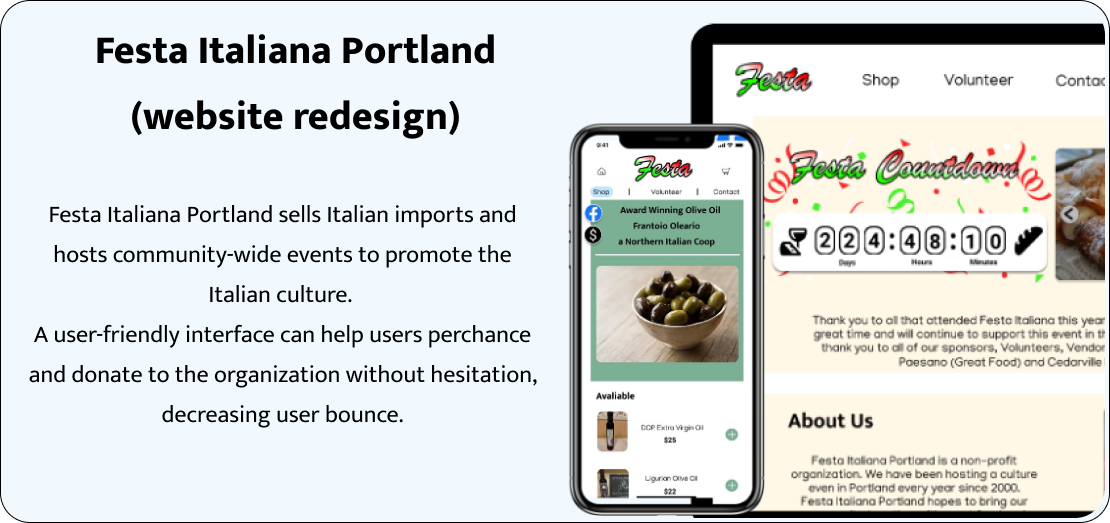 Festa Italiana Portland
(website redesign)
Festa Italiana Portland sells Italian imports and
hosts community-wide events to promote the
Italian culture.
A user-friendly interface can help users perchance
and donate to the organization without hesitation,
decreasing user bounce.
9:41
Festa
Shop | Volunteer | Contact
Award Winning Olive Oil
Frantoio Oleario
a Northern Italian Coop
Avaliable
DOP Extra Virgin Oil
$25
Ligurian Olive Oil
$22
Festa Shop Volunteer Contac
Festa Countdown
224:48:10
Days Hours Minutes
Thank you to all that attended Festa Italiana this year
great time and will continue to support this event in th
thank you to all of our sponsors, Volunteers, Vendor
Paesano (Great Food) and Cedarville
About Us
Festa Italiana Portland is a non-profit
organization. We have been hosting a culture
even in Portland every year since 2000.
Festa Italiana Portland hopes to bring our